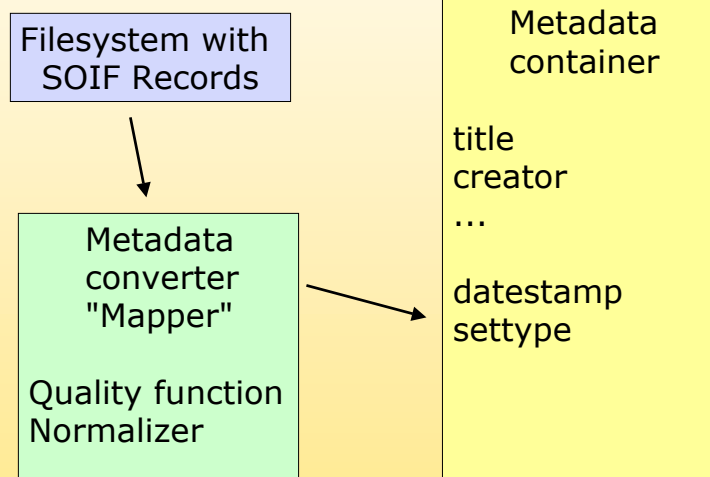 Filesystem with
SOIF Records
Metadata
converter
"Mapper"
Quality function
Normalizer
Metadata
container
title
creator
...
datestamp
settype